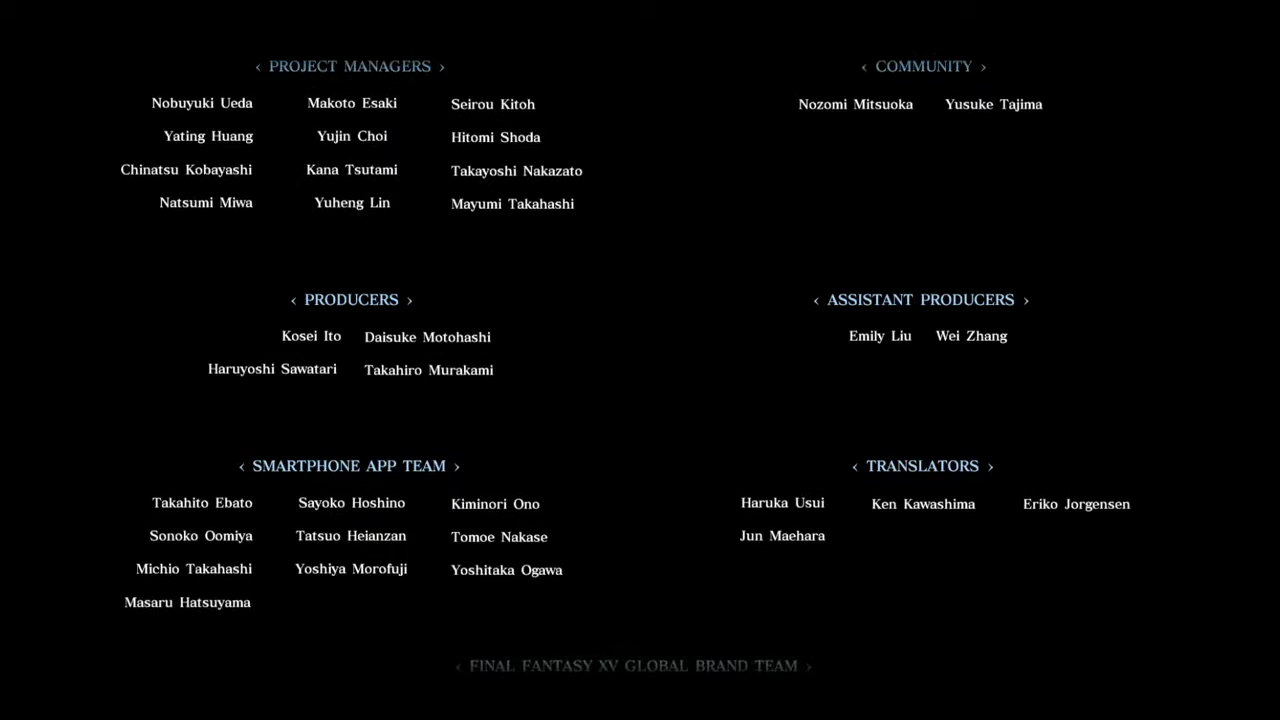 ‹ PROJECT MANAGERS ›
Nobuyuki Ueda Makoto Esaki Seirou Kitoh
Yating Huang Yujin Choi Hitomi Shoda
Chinatsu Kobayashi Kana Tsutami Takayoshi Nakazato
Natsumi Miwa Yuheng Lin Mayumi Takahashi
‹ COMMUNITY ›
Nozomi Mitsuoka Yusuke Tajima
‹ PRODUCERS ›
Kosei Ito Daisuke Motohashi
Haruyoshi Sawatari Takahiro Murakami
‹ ASSISTANT PRODUCERS ›
Emily Liu Wei Zhang
‹ SMARTPHONE APP TEAM ›
Takahito Ebato Sayoko Hoshino Kiminori Ono
Sonoko Oomiya Tatsuo Heianzan Tomoe Nakase
Michio Takahashi Yoshiya Morofuji Yoshitaka Ogawa
Masaru Hatsuyama
‹ TRANSLATORS ›
Haruka Usui Ken Kawashima Eriko Jorgensen
Jun Maehara
‹ FINAL FANTASY XV GLOBAL BRAND TEAM ›